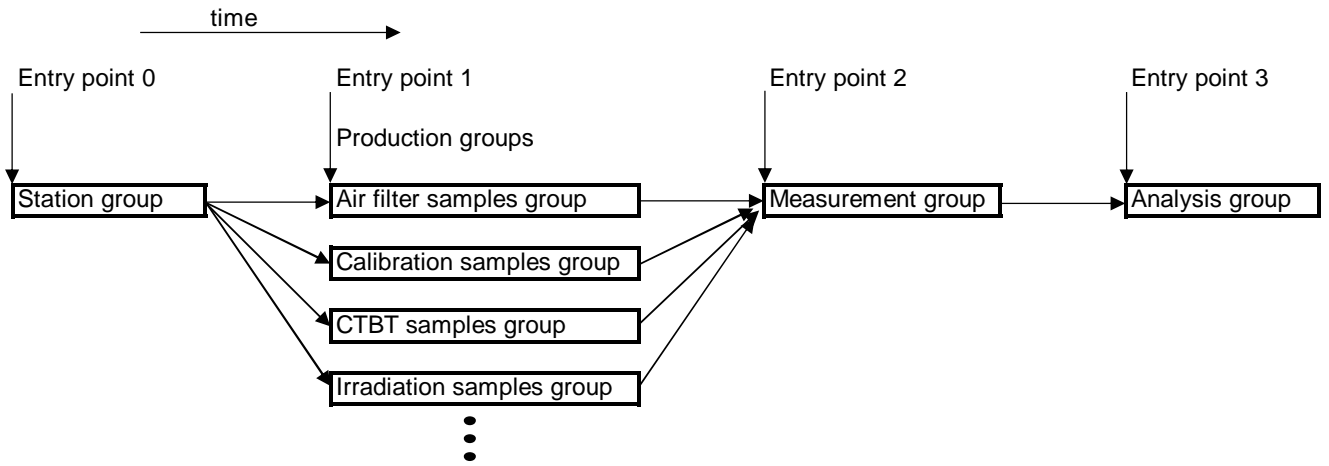 time
Entry point 0
Entry point 1
Entry point 2
Entry point 3
Production groups
Station group
Air filter samples group
Measurement group
Analysis group
Calibration samples group
CTBT samples group
Irradiation samples group